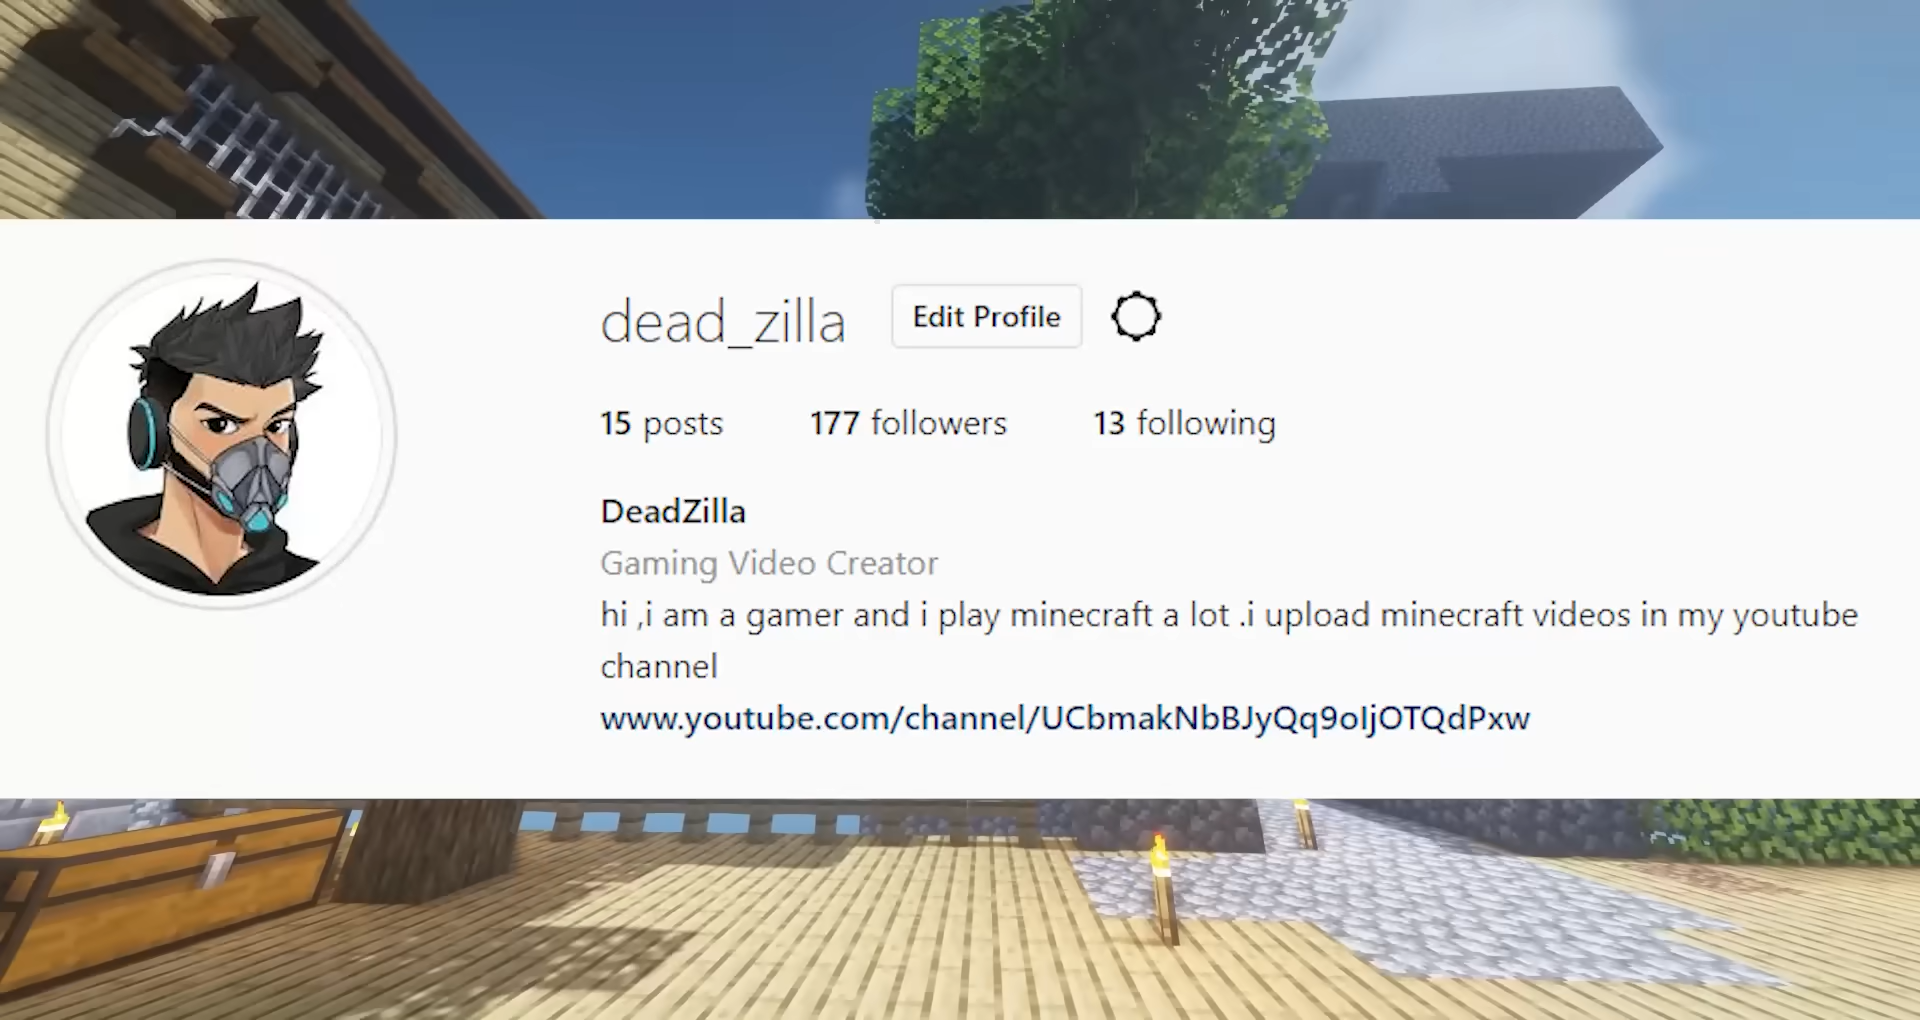 dead_zilla Edit Profile
15 posts 177 followers 13 following
DeadZilla
Gaming Video Creator
hi ,i am a gamer and i play minecraft a lot .i upload minecraft videos in my youtube
channel
www.youtube.com/channel/UCbmakNbBJyQq9oIjOTQdPxw